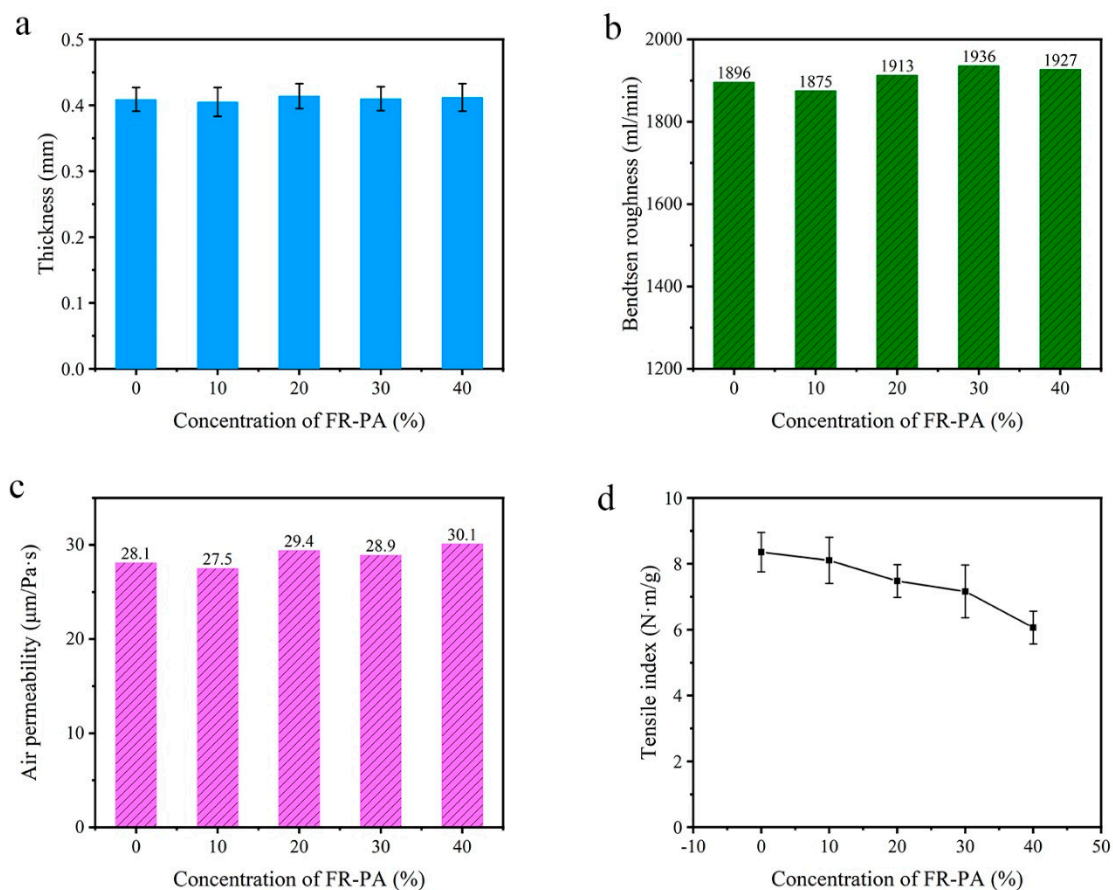 a
0.5
0.4
0.3
0.2
0.1
0.0
Thickness (mm)
0 10 20 30 40
Concentration of FR-PA (%)
b
2000
1800
1600
1400
1200
Bendtsen roughness (ml/min)
1896 1875 1913 1936 1927
0 10 20 30 40
Concentration of FR-PA (%)
c
30
20
10
0
Air permeability (μm/Pa·s)
28.1 27.5 29.4 28.9 30.1
0 10 20 30 40
Concentration of FR-PA (%)
d
10
8
6
4
2
0
Tensile index (N·m/g)
-10 0 10 20 30 40 50
Concentration of FR-PA (%)